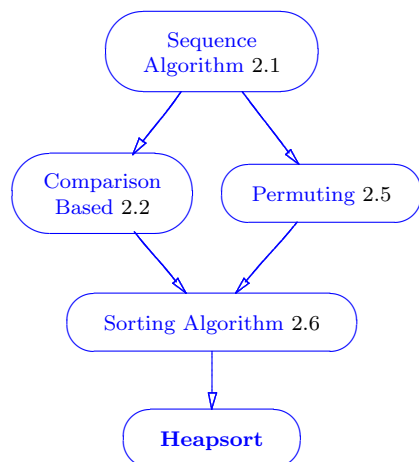 Sequence
Algorithm 2.1
Comparison
Based 2.2
Permuting 2.5
Sorting Algorithm 2.6
Heapsort